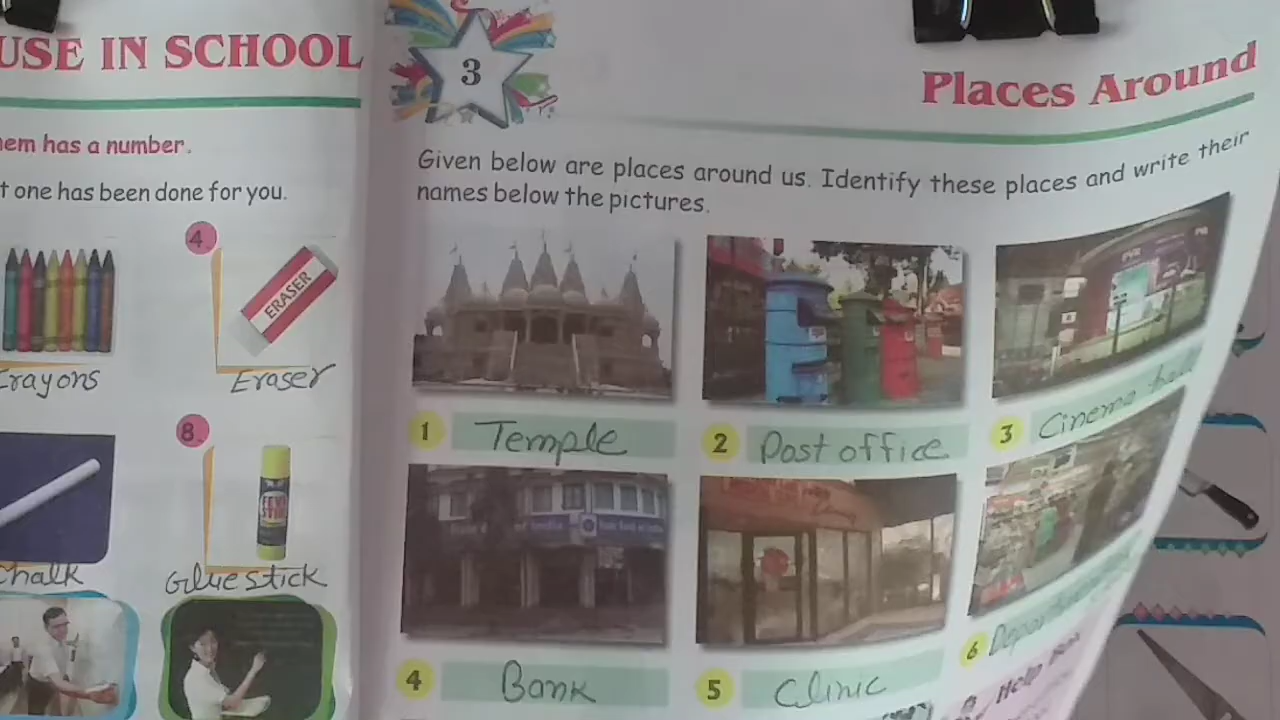 USE IN SCHOOL
em has a number.
t one has been done for you.
4
ERASER
Crayons
Eraser
8
Chalk
Glue stick
3
Places Around
Given below are places around us. Identify these places and write their
names below the pictures.
1 Temple
2 Post office
3 Cinema
4 Bank
5 Clinic
6
Help